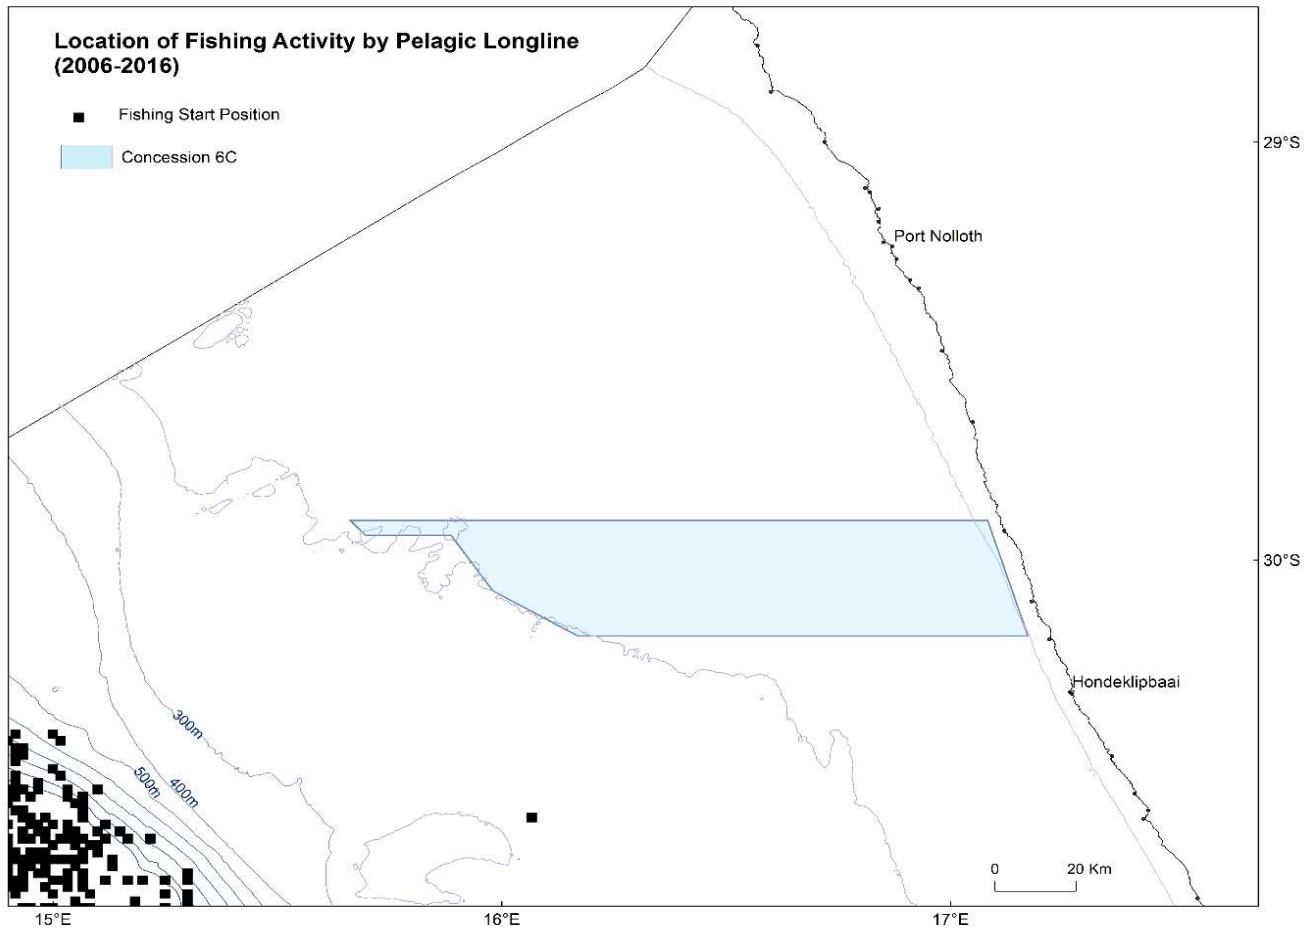 Location of Fishing Activity by Pelagic Longline
(2006-2016)
Fishing Start Position
Concession 6C
29°S
Port Nolloth
30°S
Hondeklipbaai
300m
400m
500m
0 20 Km
15°E 16°E 17°E